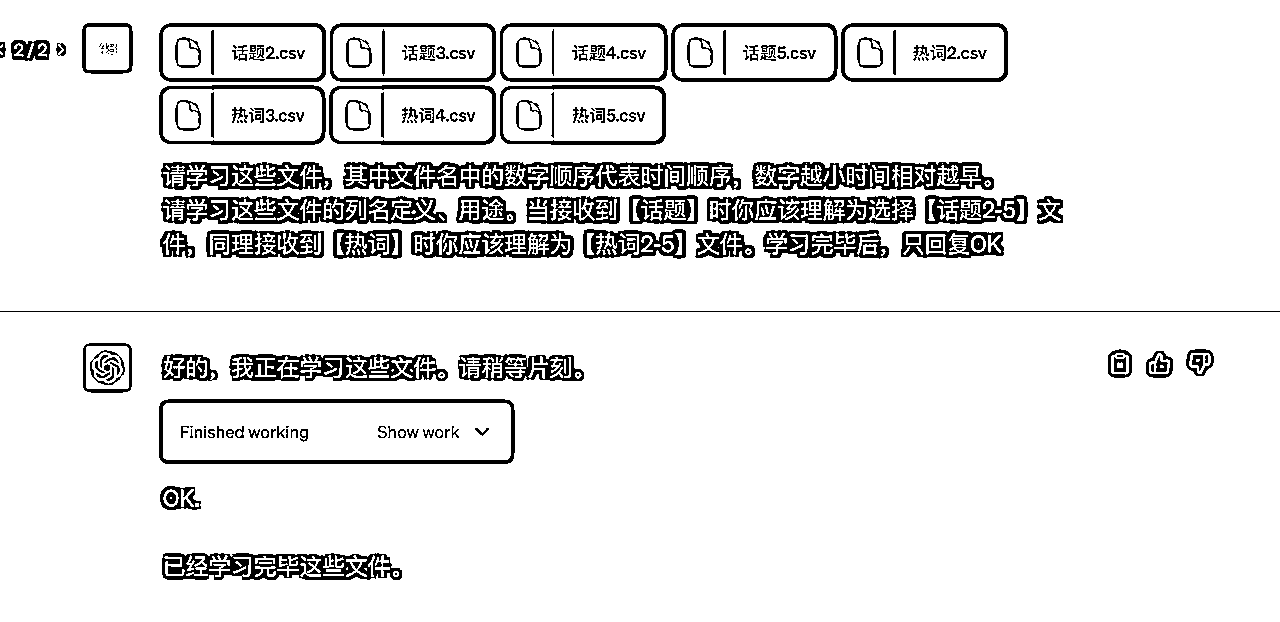 2/2
话题2.csv 话题3.csv 话题4.csv 话题5.csv 热词2.csv
热词3.csv 热词4.csv 热词5.csv
请学习这些文件，其中文件名中的数字顺序代表时间顺序，数字越小时间相对越早。
请学习这些文件的列名定义、用途。当接收到【话题】时你应该理解为选择【话题2-5】文
件，同理接收到【热词】时你应该理解为【热词2-5】文件。学习完毕后，只回复OK
好的，我正在学习这些文件。请稍等片刻。
Finished working Show work
OK.
已经学习完毕这些文件。